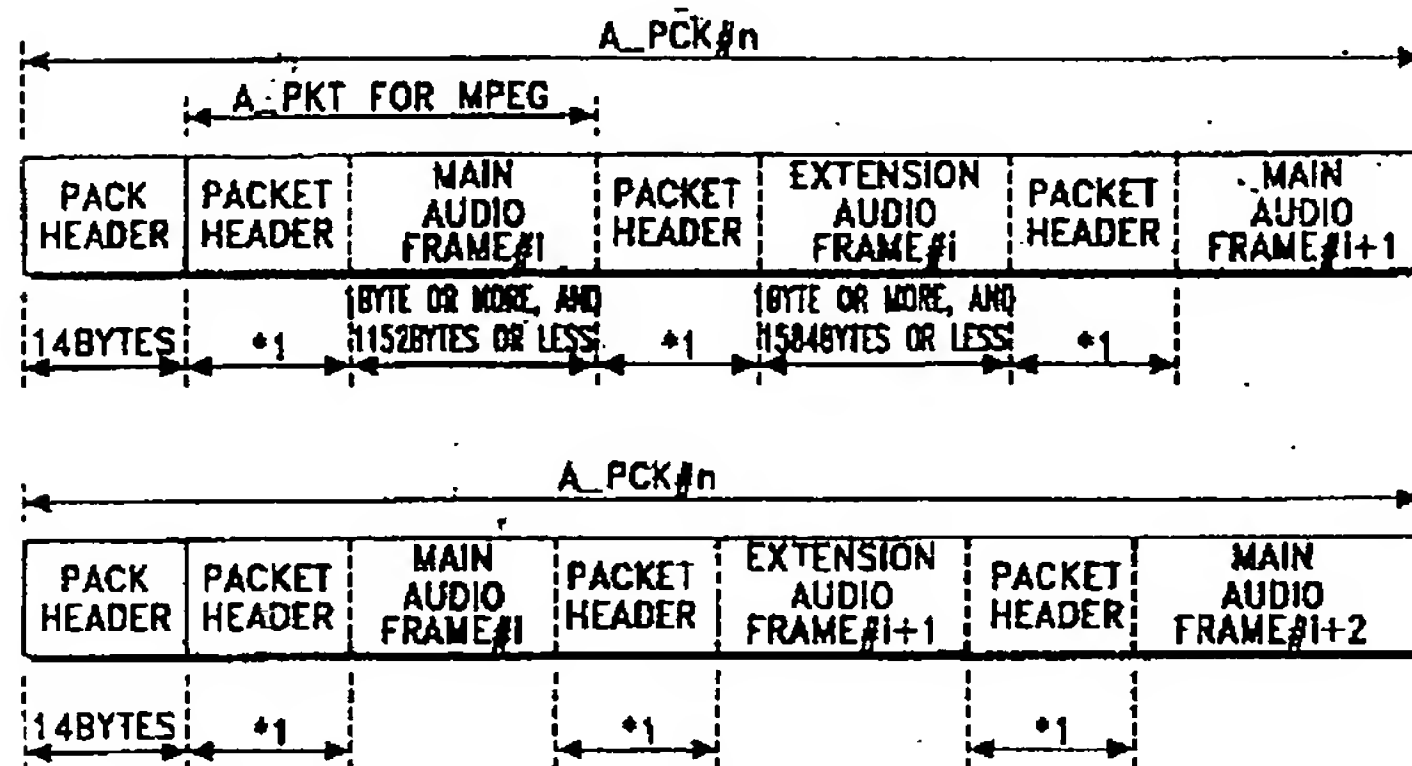 A_PCK#n
A_PKT FOR MPEG
PACK HEADER
PACKET HEADER
MAIN AUDIO FRAME#i
PACKET HEADER
EXTENSION AUDIO FRAME#i
PACKET HEADER
MAIN AUDIO FRAME#i+1
14BYTES
*1
1BYTE OR MORE, AND 1152BYTES OR LESS
*1
1BYTE OR MORE, AND 1584BYTES OR LESS
*1
A_PCK#n
PACK HEADER
PACKET HEADER
MAIN AUDIO FRAME#i
PACKET HEADER
EXTENSION AUDIO FRAME#i+1
PACKET HEADER
MAIN AUDIO FRAME#i+2
14BYTES
*1
*1
*1